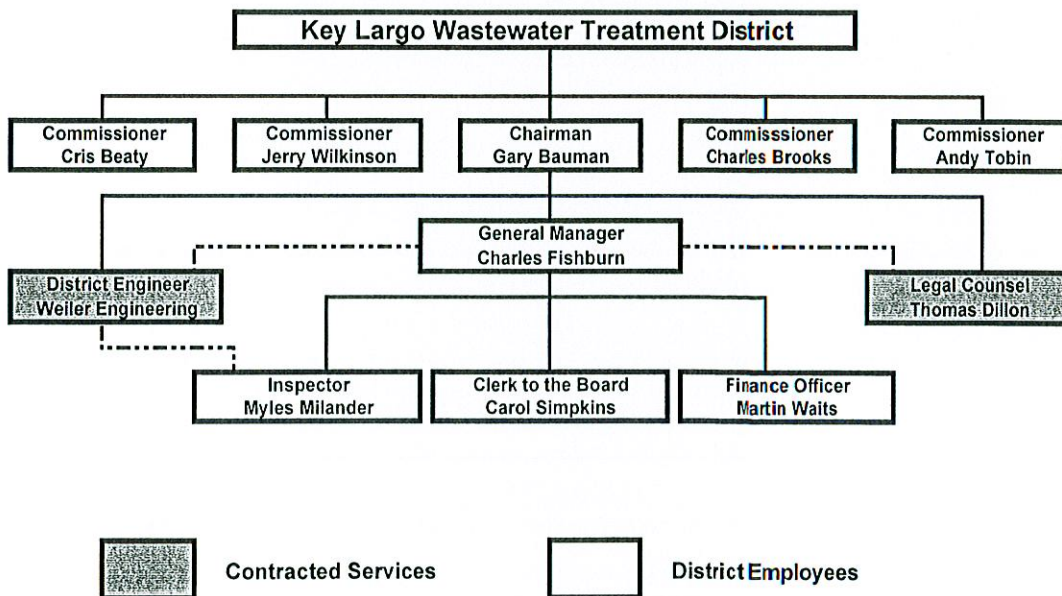 Key Largo Wastewater Treatment District
Commissioner
Cris Beaty
Commissioner
Jerry Wilkinson
Chairman
Gary Bauman
Commisssioner
Charles Brooks
Commissioner
Andy Tobin
General Manager
Charles Fishburn
District Engineer
Weiler Engineering
Legal Counsel
Thomas Dillon
Inspector
Myles Milander
Clerk to the Board
Carol Simpkins
Finance Officer
Martin Waits
Contracted Services
District Employees